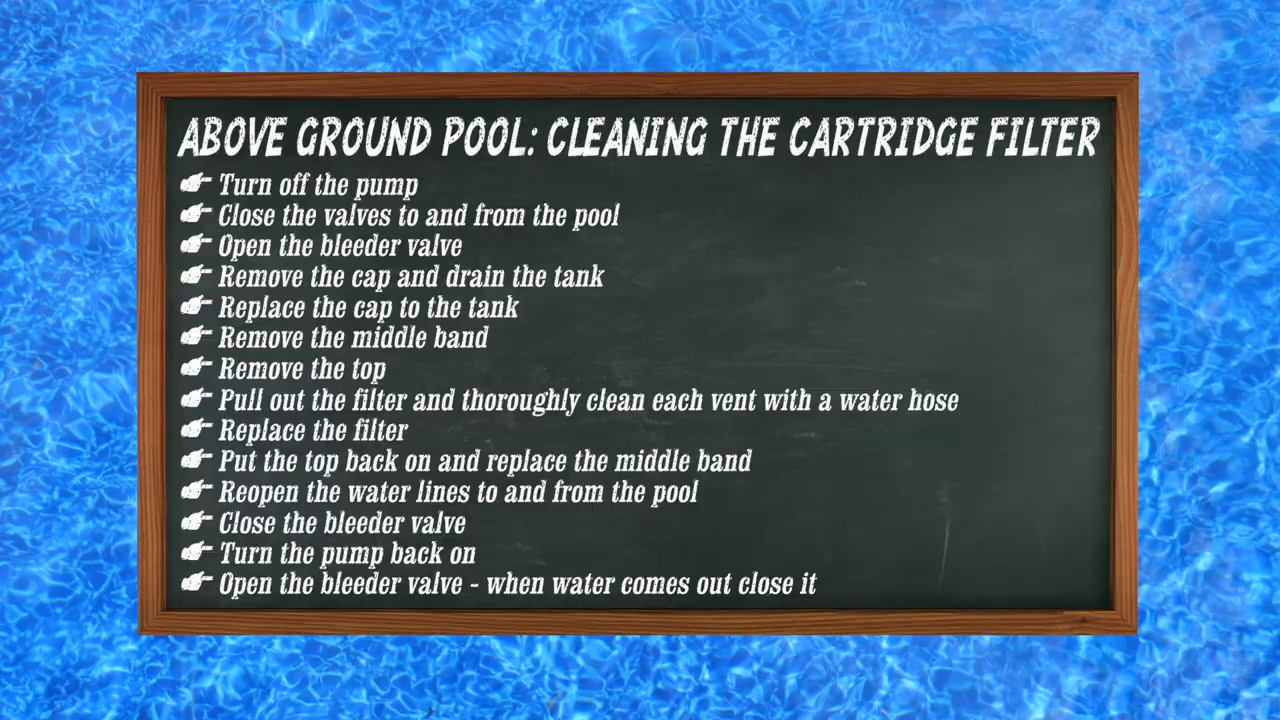 ABOVE GROUND POOL: CLEANING THE CARTRIDGE FILTER
Turn off the pump
Close the valves to and from the pool
Open the bleeder valve
Remove the cap and drain the tank
Replace the cap to the tank
Remove the middle band
Remove the top
Pull out the filter and thoroughly clean each vent with a water hose
Replace the filter
Put the top back on and replace the middle band
Reopen the water lines to and from the pool
Close the bleeder valve
Turn the pump back on
Open the bleeder valve - when water comes out close it